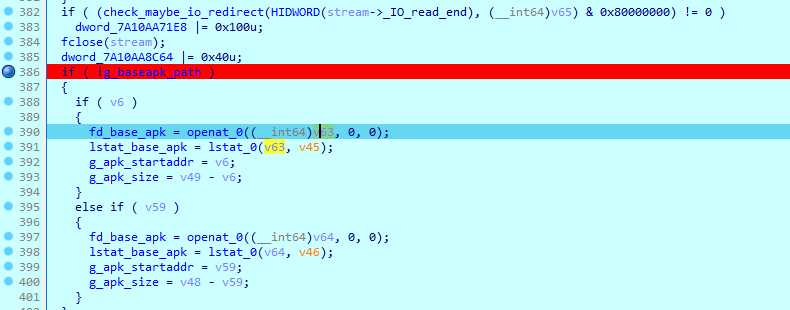 382 if ( (check_maybe_io_redirect(HIDWORD(stream->_IO_read_end), (__int64)v65) & 0x80000000) != 0 )
383 dword_7A10AA71E8 |= 0x100u;
384 fclose(stream);
385 dword_7A10AA8C64 |= 0x40u;
386 if ( !g_baseapk_path )
387 {
388 if ( v6 )
389 {
390 fd_base_apk = openat_0((__int64)v63, 0, 0);
391 lstat_base_apk = lstat_0(v63, v45);
392 g_apk_startaddr = v6;
393 g_apk_size = v49 - v6;
394 }
395 else if ( v59 )
396 {
397 fd_base_apk = openat_0((__int64)v64, 0, 0);
398 lstat_base_apk = lstat_0(v64, v46);
399 g_apk_startaddr = v59;
400 g_apk_size = v48 - v59;
401 }